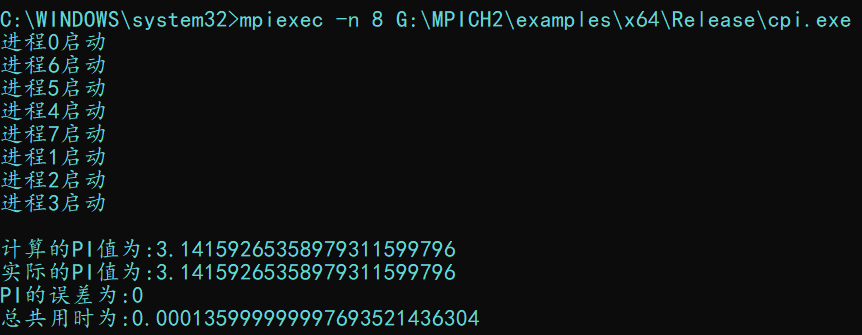 C:\WINDOWS\system32>mpiexec -n 8 G:\MPICH2\examples\x64\Release\cpi.exe
进程0启动
进程6启动
进程5启动
进程4启动
进程7启动
进程1启动
进程2启动
进程3启动
计算的PI值为:3.14159265358979311599796
实际的PI值为:3.14159265358979311599796
PI的误差为:0
总共用时为:0.000135999999997693521436304